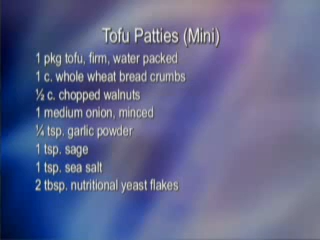 Tofu Patties (Mini)
1 pkg tofu, firm, water packed
1 c. whole wheat bread crumbs
½ c. chopped walnuts
1 medium onion, minced
¼ tsp. garlic powder
1 tsp. sage
1 tsp. sea salt
2 tbsp. nutritional yeast flakes